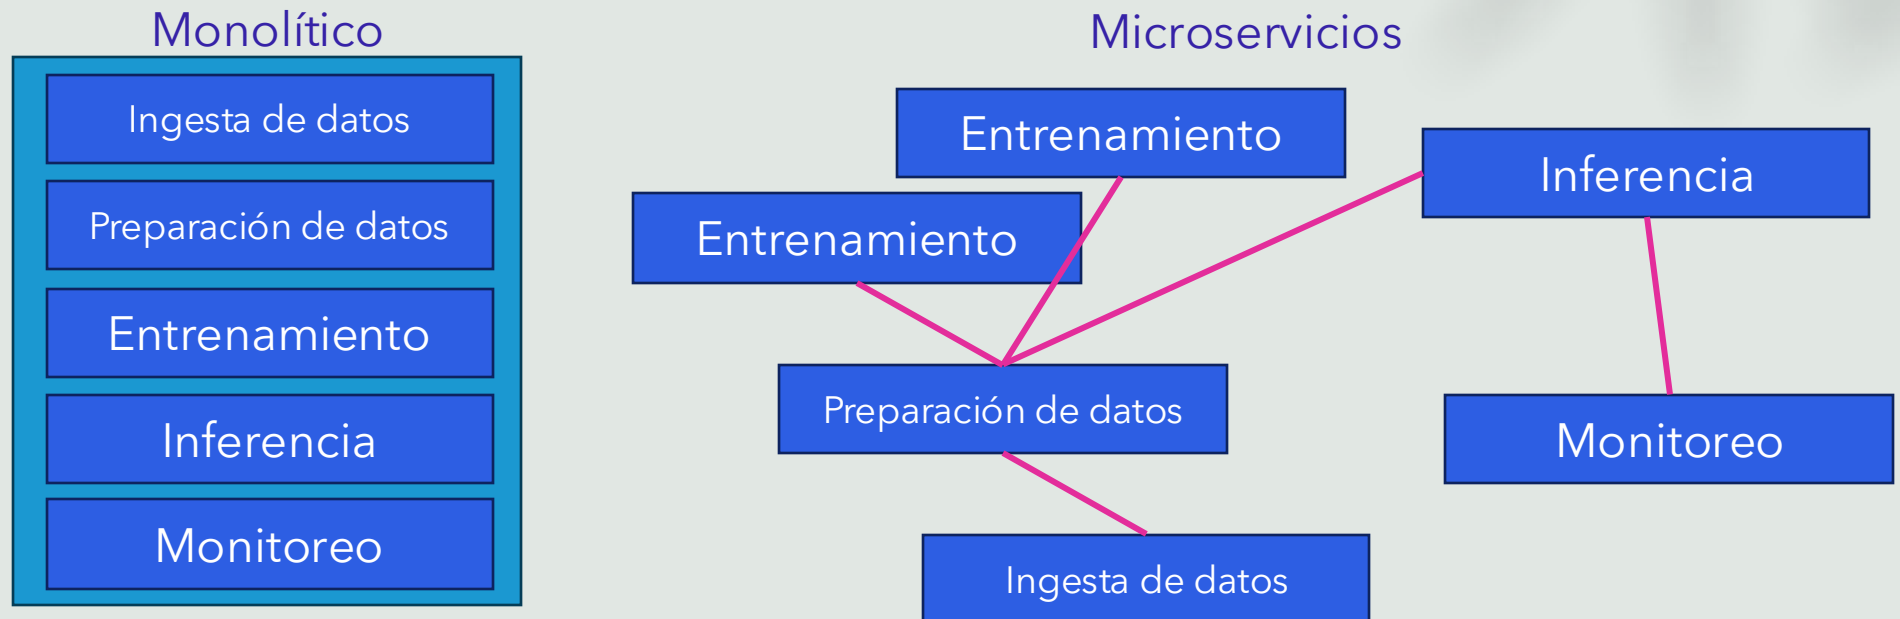 Monolítico
Ingesta de datos
Preparación de datos
Entrenamiento
Inferencia
Monitoreo
Microservicios
Entrenamiento
Inferencia
Entrenamiento
Preparación de datos
Monitoreo
Ingesta de datos